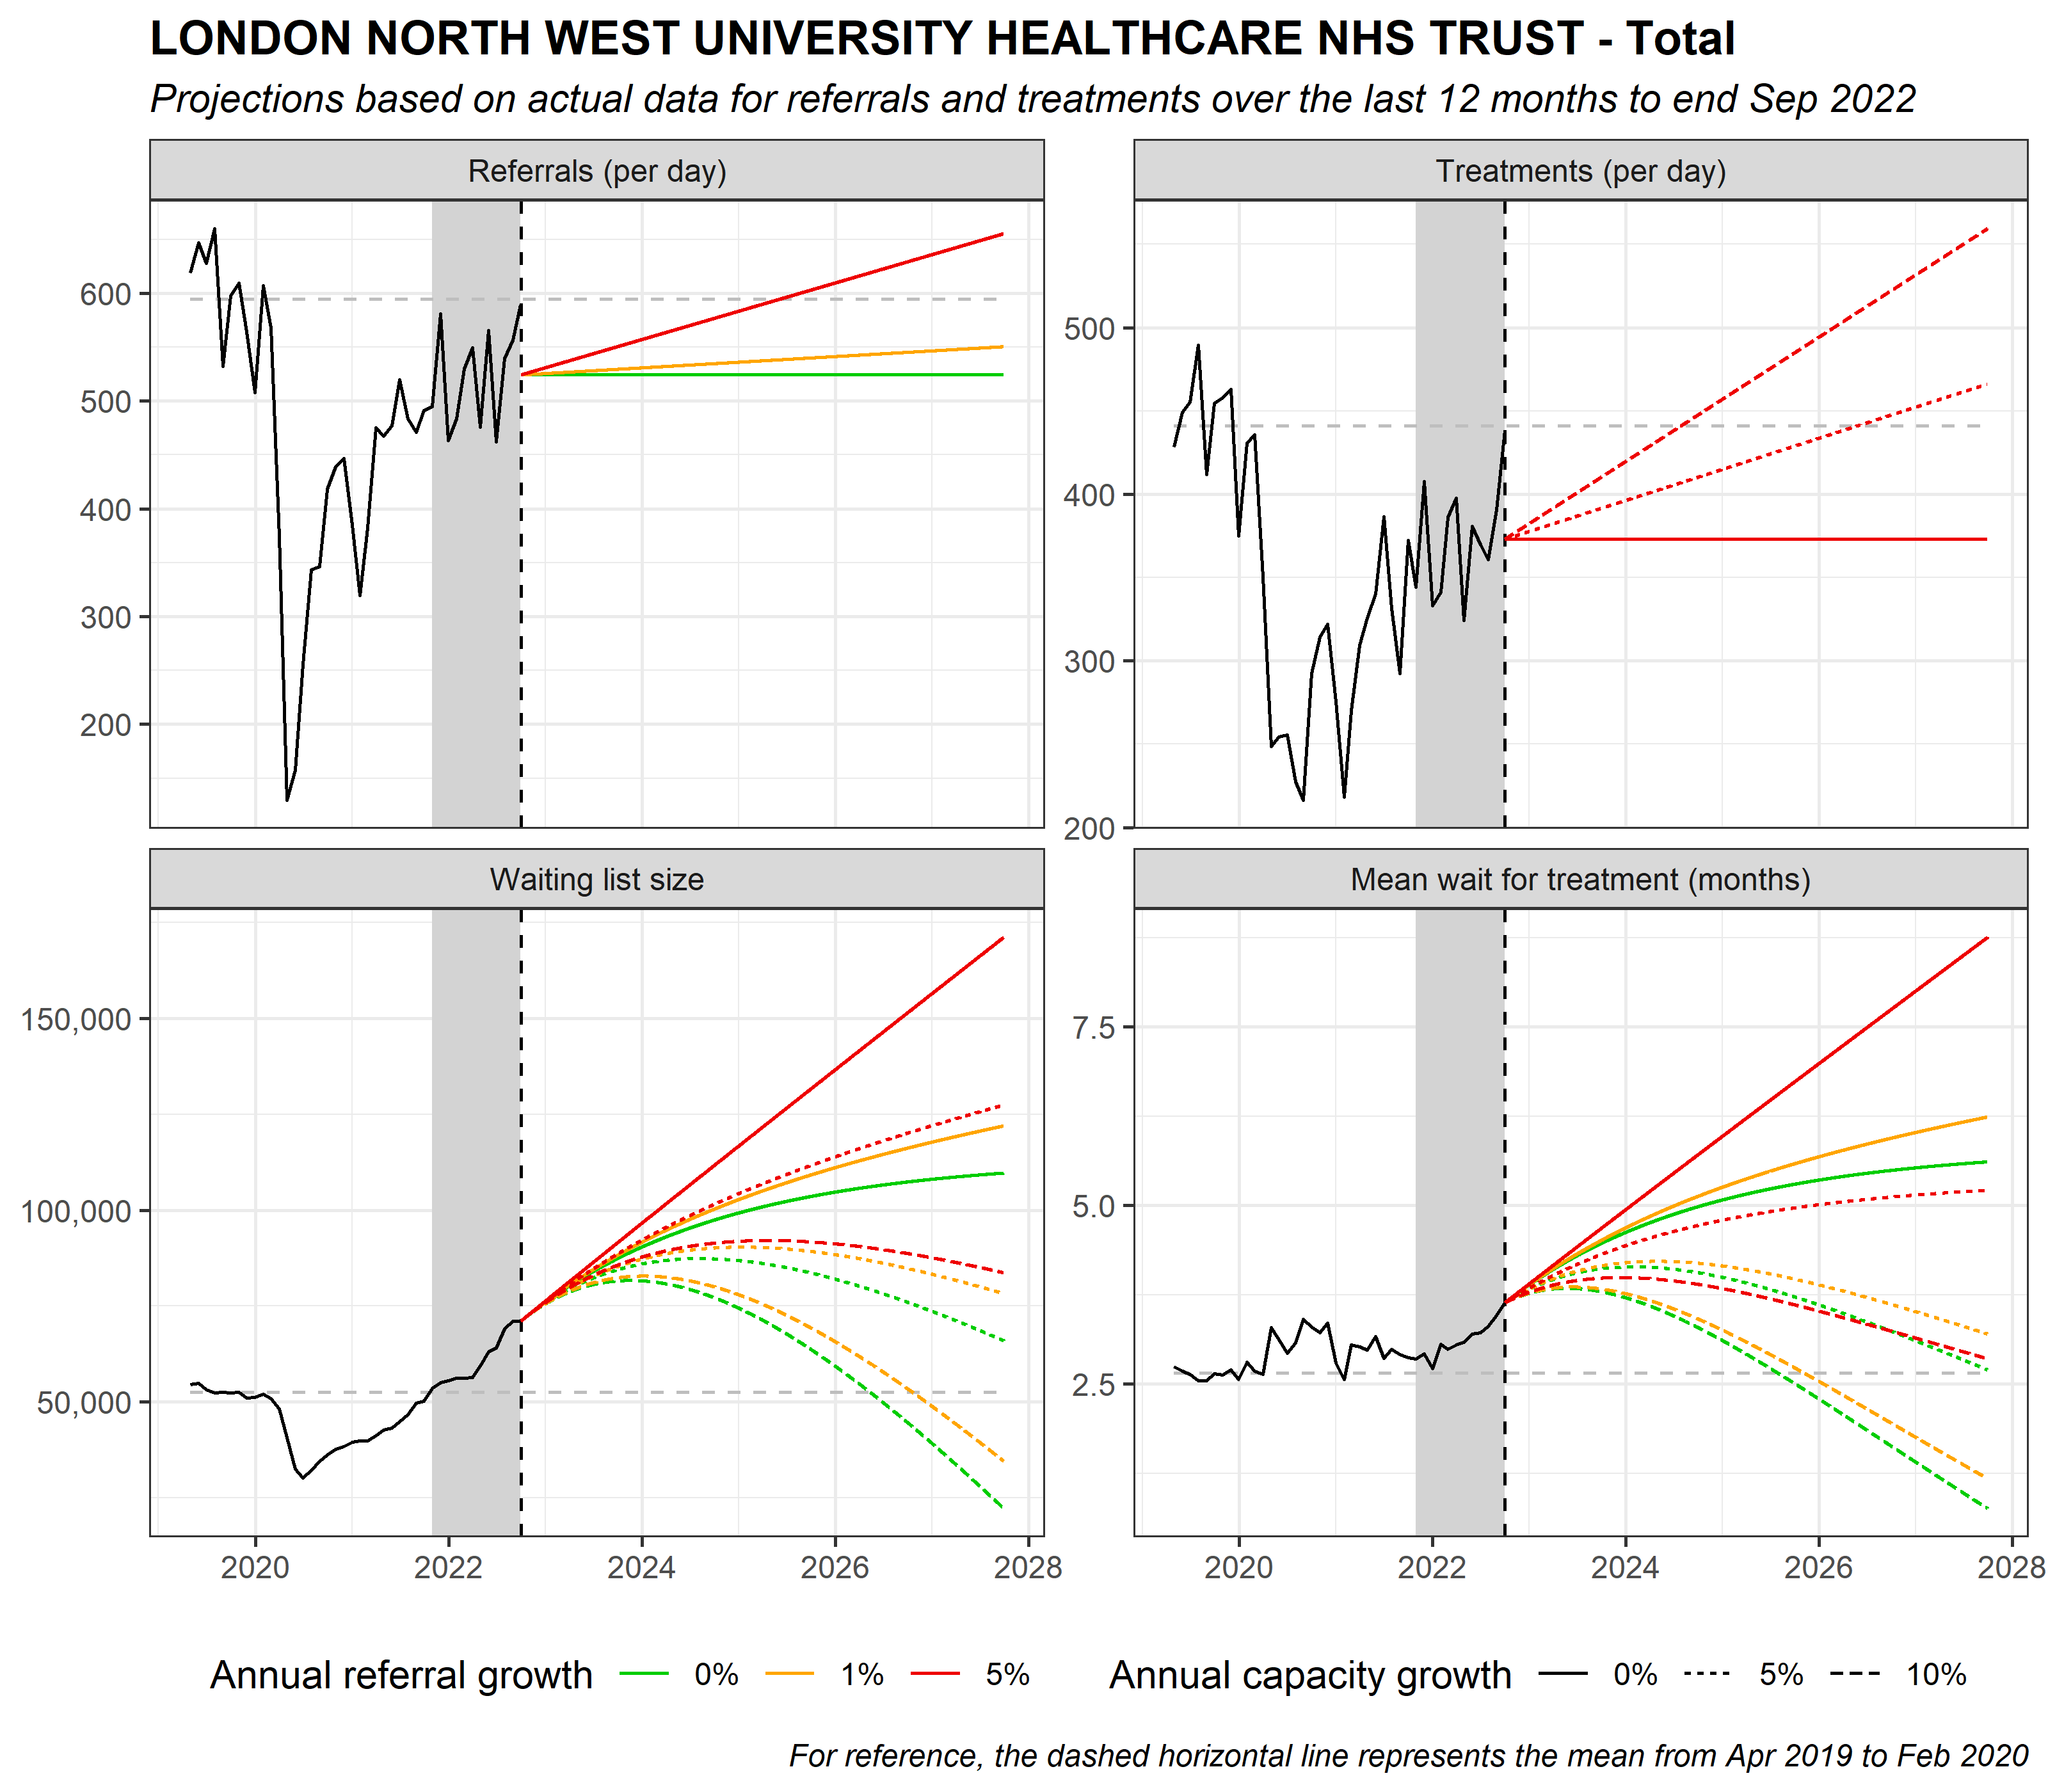 LONDON NORTH WEST UNIVERSITY HEALTHCARE NHS TRUST - Total
Projections based on actual data for referrals and treatments over the last 12 months to end Sep 2022
Referrals (per day)
600
500
400
300
200
Treatments (per day)
500
400
300
200
Waiting list size
150,000
100,000
50,000
2020 2022 2024 2026 2028
Mean wait for treatment (months)
7.5
5.0
2.5
2020 2022 2024 2026 2028
Annual referral growth 0% 1% 5%
Annual capacity growth 0% 5% 10%
For reference, the dashed horizontal line represents the mean from Apr 2019 to Feb 2020